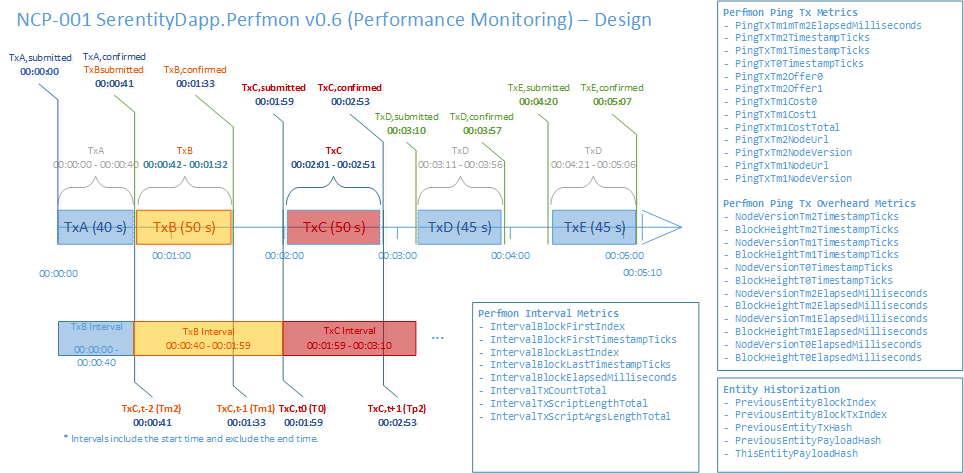 NCP-001 SerentityDapp.Perfmon v0.6 (Performance Monitoring) – Design
TxA,submitted
00:00:00
TxA,confirmed
TxBsubmitted
00:00:41
TxB,confirmed
00:01:33
TxC,submitted
00:01:59
TxC,confirmed
00:02:53
TxD,submitted
00:03:10
TxD,confirmed
00:03:57
TxE,submitted
00:04:20
TxE,confirmed
00:05:07
TxA
00:00:00 - 00:00:40
TxB
00:00:42 - 00:01:32
TxC
00:02:01 - 00:02:51
TxD
00:03:11 - 00:03:56
TxD
00:04:21 - 00:05:06
TxA (40 s)
TxB (50 s)
TxC (50 s)
TxD (45 s)
TxE (45 s)
00:00:00
00:01:00
00:02:00
00:03:00
00:04:00
00:05:00
00:05:10
TxB Interval
00:00:00 -
00:00:40
TxB Interval
00:00:40 - 00:01:59
TxC Interval
00:01:59 - 00:03:10
...
TxC,t-2 (Tm2)
00:00:41
TxC,t-1 (Tm1)
00:01:33
TxC,t0 (T0)
00:01:59
TxC,t+1 (Tp2)
00:02:53
* Intervals include the start time and exclude the end time.
Perfmon Interval Metrics
- IntervalBlockFirstIndex
- IntervalBlockFirstTimestampTicks
- IntervalBlockLastIndex
- IntervalBlockLastTimestampTicks
- IntervalBlockElapsedMilliseconds
- IntervalTxCountTotal
- IntervalTxScriptLengthTotal
- IntervalTxScriptArgsLengthTotal
Perfmon Ping Tx Metrics
- PingTxTm1mTm2ElapsedMilliseconds
- PingTxTm2TimestampTicks
- PingTxTm1TimestampTicks
- PingTxT0TimestampTicks
- PingTxTm2Offer0
- PingTxTm2Offer1
- PingTxTm1Cost0
- PingTxTm1Cost1
- PingTxTm1CostTotal
- PingTxTm2NodeUrl
- PingTxTm2NodeVersion
- PingTxTm1NodeUrl
- PingTxTm1NodeVersion
Perfmon Ping Tx Overheard Metrics
- NodeVersionTm2TimestampTicks
- BlockHeightTm2TimestampTicks
- NodeVersionTm1TimestampTicks
- BlockHeightTm1TimestampTicks
- NodeVersionT0TimestampTicks
- BlockHeightT0TimestampTicks
- NodeVersionTm2ElapsedMilliseconds
- BlockHeightTm2ElapsedMilliseconds
- NodeVersionTm1ElapsedMilliseconds
- BlockHeightTm1ElapsedMilliseconds
- NodeVersionT0ElapsedMilliseconds
- BlockHeightT0ElapsedMilliseconds
Entity Historization
- PreviousEntityBlockIndex
- PreviousEntityBlockTxIndex
- PreviousEntityTxHash
- PreviousEntityPayloadHash
- ThisEntityPayloadHash